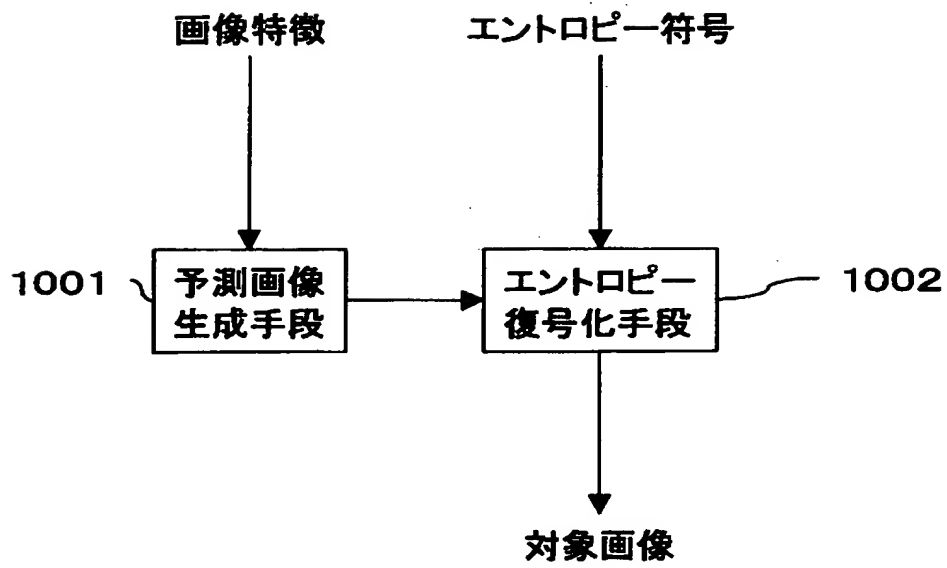 画像特徴
エントロピー符号
1001
予測画像
生成手段
エントロピー
復号化手段
1002
対象画像